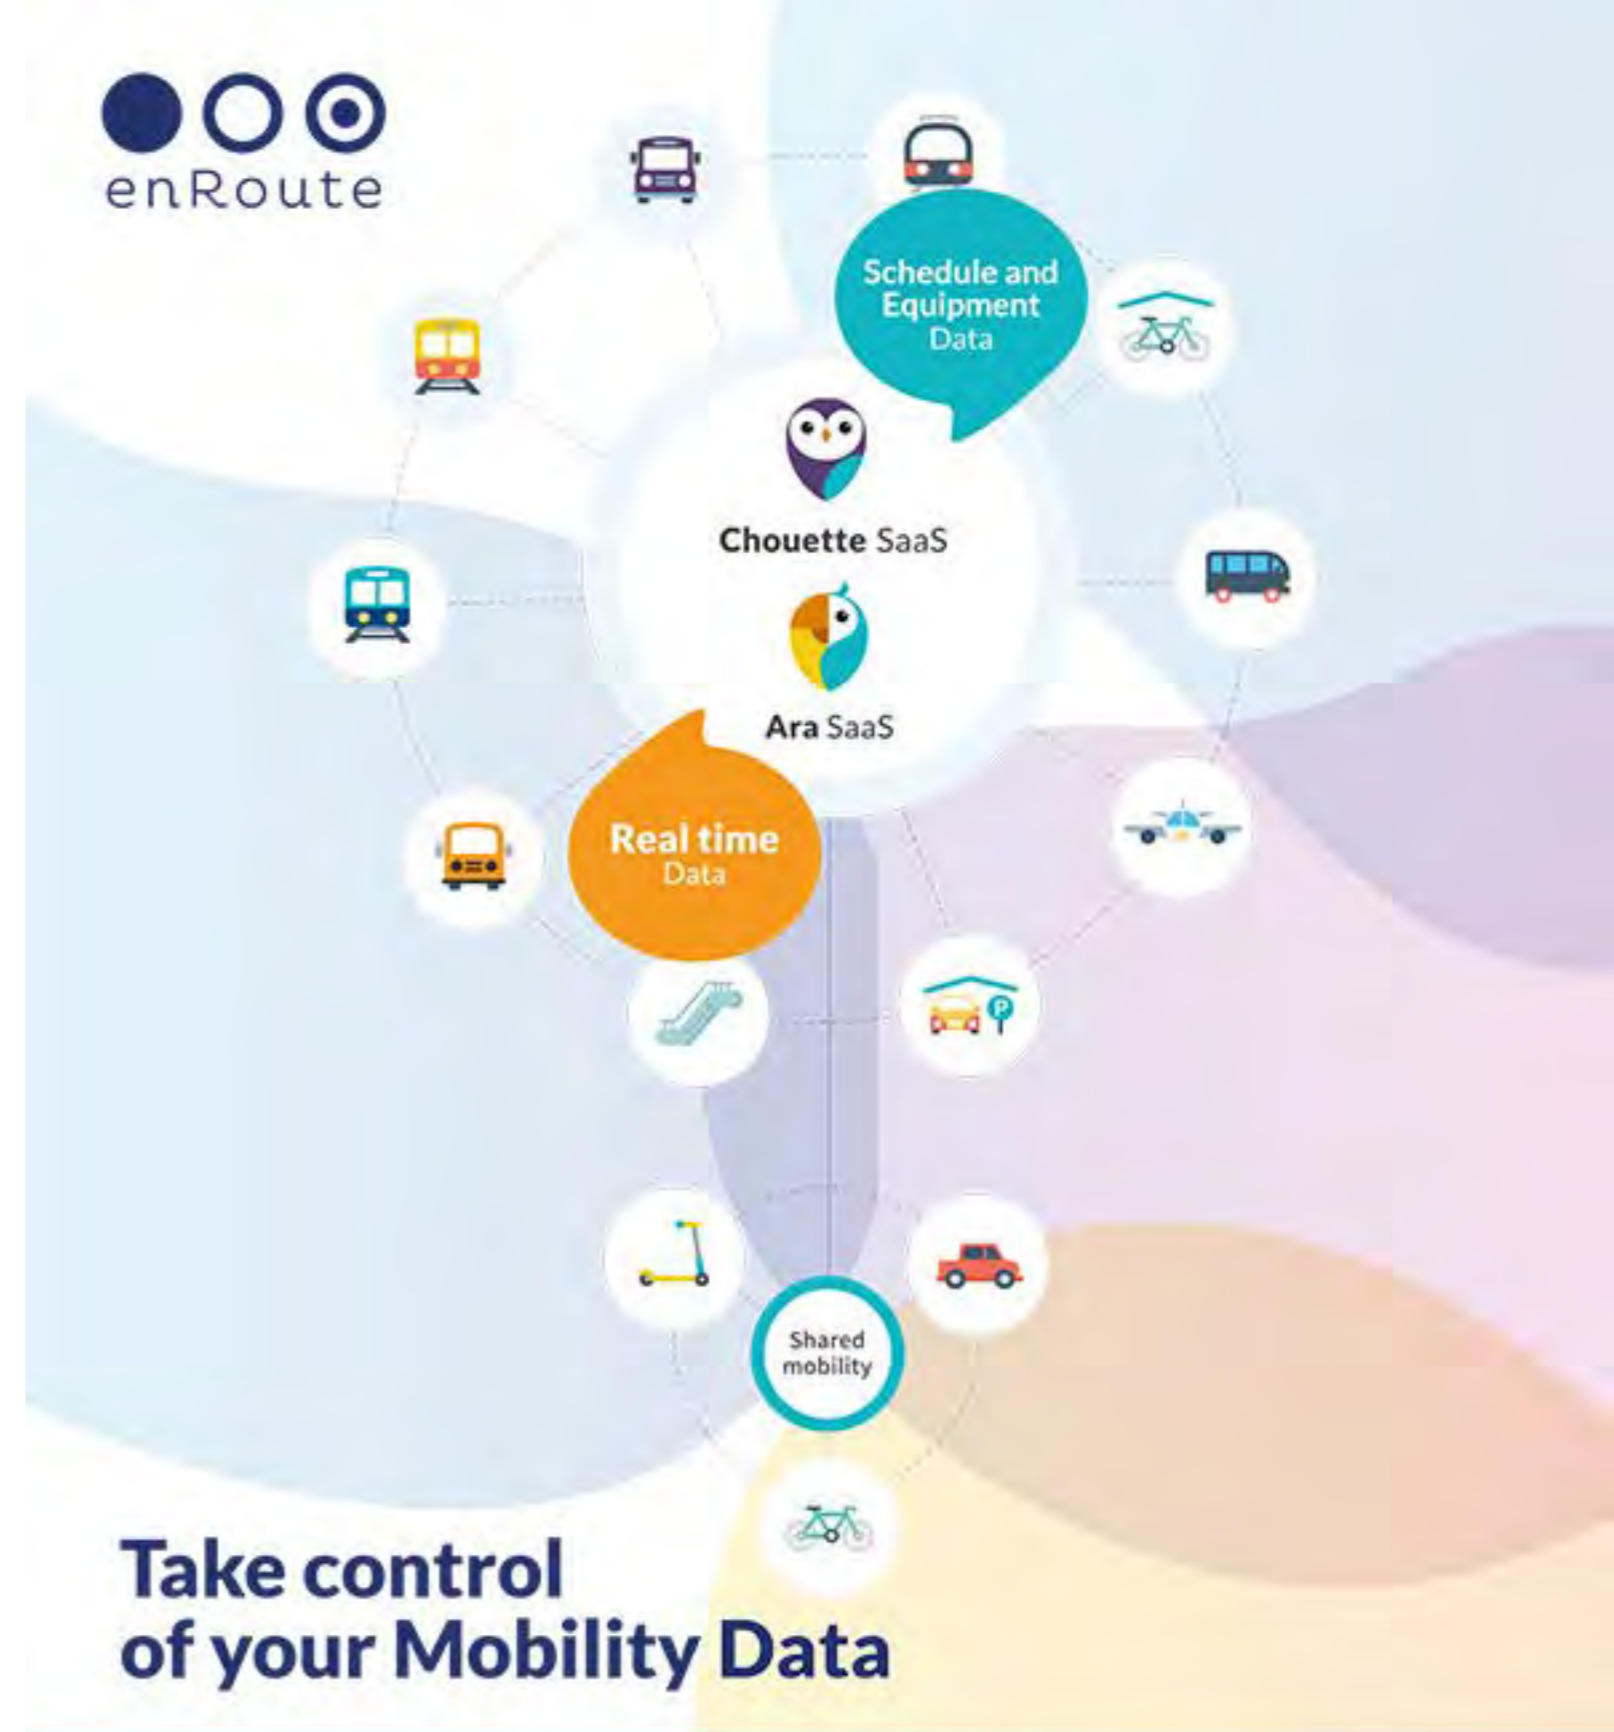 enRoute
Schedule and
Equipment
Data
Chouette SaaS
Ara SaaS
Real time
Data
P
Shared
mobility
Take control
of your Mobility Data